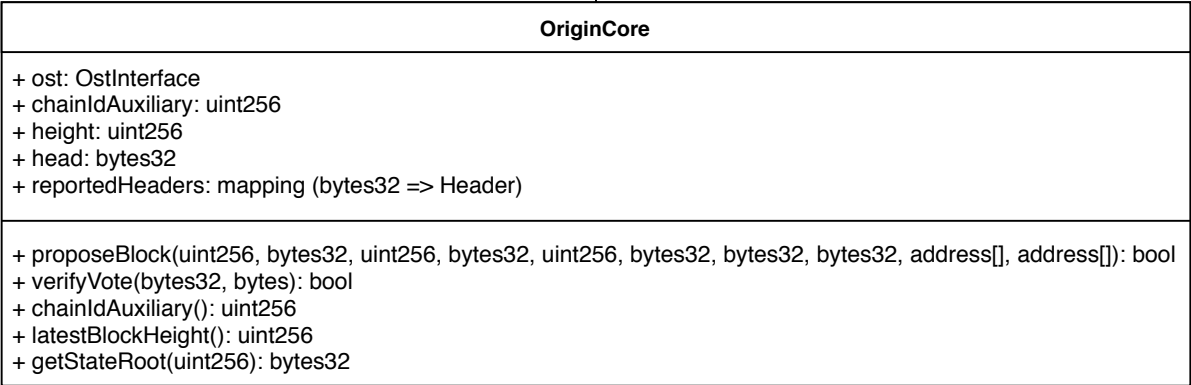 OriginCore
+ ost: OstInterface
+ chainIdAuxiliary: uint256
+ height: uint256
+ head: bytes32
+ reportedHeaders: mapping (bytes32 => Header)
+ proposeBlock(uint256, bytes32, uint256, bytes32, uint256, bytes32, bytes32, bytes32, address[], address[]): bool
+ verifyVote(bytes32, bytes): bool
+ chainIdAuxiliary(): uint256
+ latestBlockHeight(): uint256
+ getStateRoot(uint256): bytes32